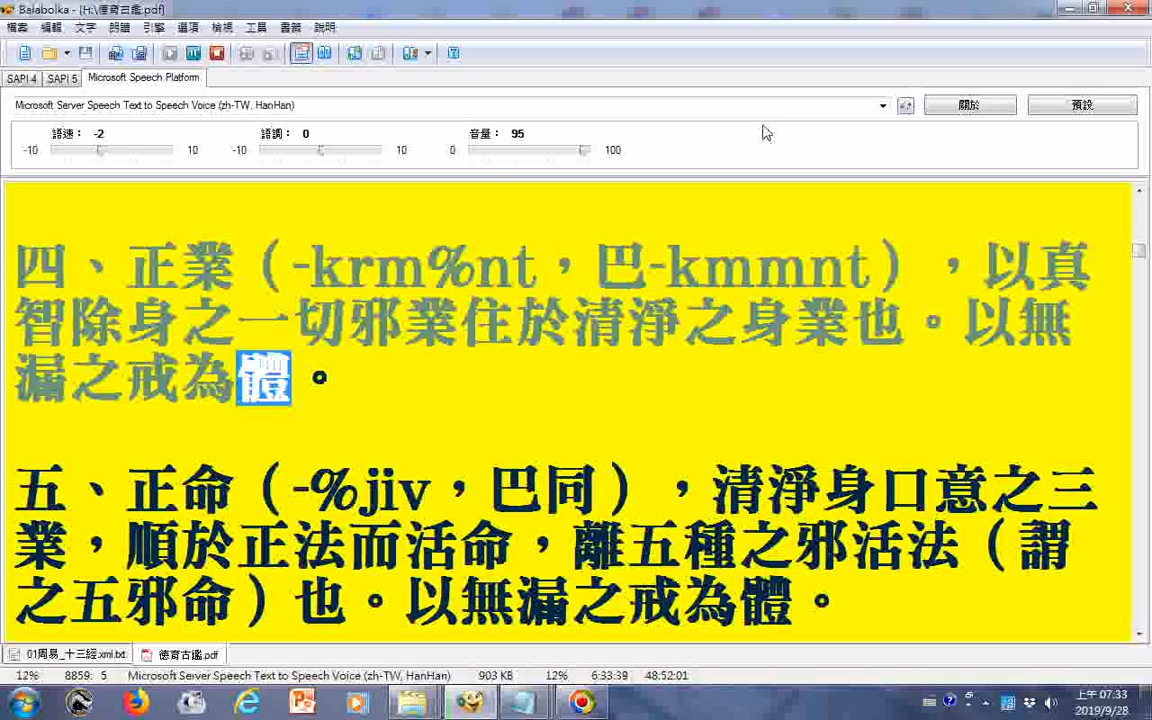 Balabolka - [H:\德育古鑑.pdf]
檔案 編輯 文字 朗讀 引擎 選項 檢視 工具 書籤 說明
SAPI 4 SAPI 5 Microsoft Speech Platform
Microsoft Server Speech Text to Speech Voice (zh-TW, HanHan) 關於 預設
語速： -2 語調： 0 音量： 95
-10 10 -10 10 0 100
四、正業（-krm%nt，巴-kmmnt），以真
智除身之一切邪業住於清淨之身業也。以無
漏之戒為體。
五、正命（-%jiv，巴同），清淨身口意之三
業，順於正法而活命，離五種之邪活法（謂
之五邪命）也。以無漏之戒為體。
01周易_十三經.xml.txt 德育古鑑.pdf
12% 8859: 5 Microsoft Server Speech Text to Speech Voice (zh-TW, HanHan) 903 KB 12% 6:33:39 48:52:01
上午 07:33
2019/9/28